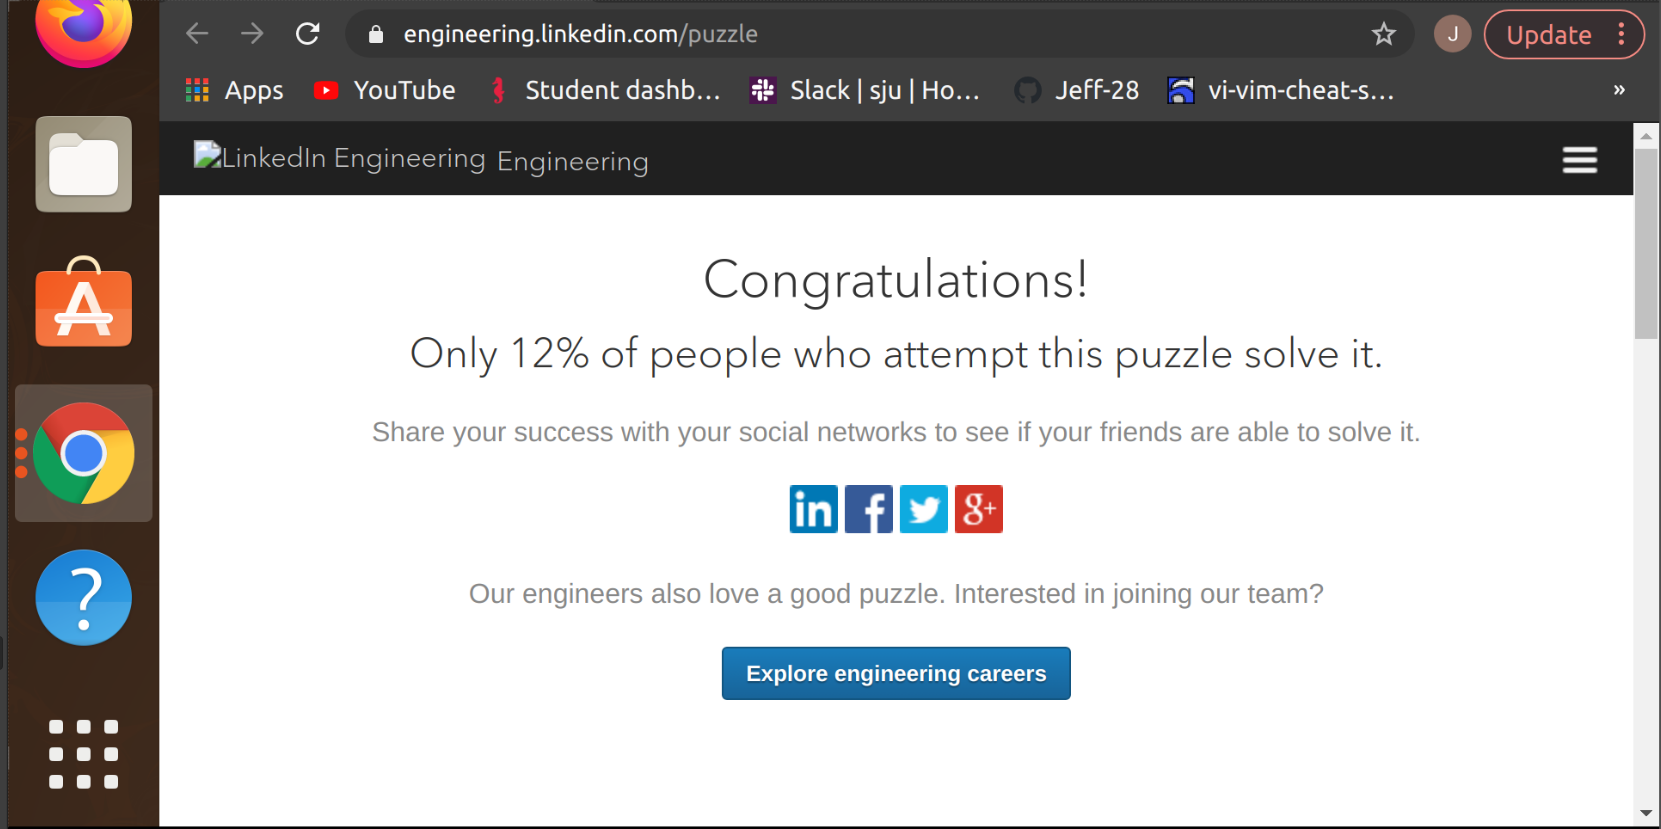 engineering.linkedin.com/puzzle
J
Update
Apps
YouTube
Student dashb...
Slack | sju | Ho...
Jeff-28
vi-vim-cheat-s...
»
LinkedIn Engineering Engineering
Congratulations!
Only 12% of people who attempt this puzzle solve it.
Share your success with your social networks to see if your friends are able to solve it.
in f g+
Our engineers also love a good puzzle. Interested in joining our team?
Explore engineering careers
A
?